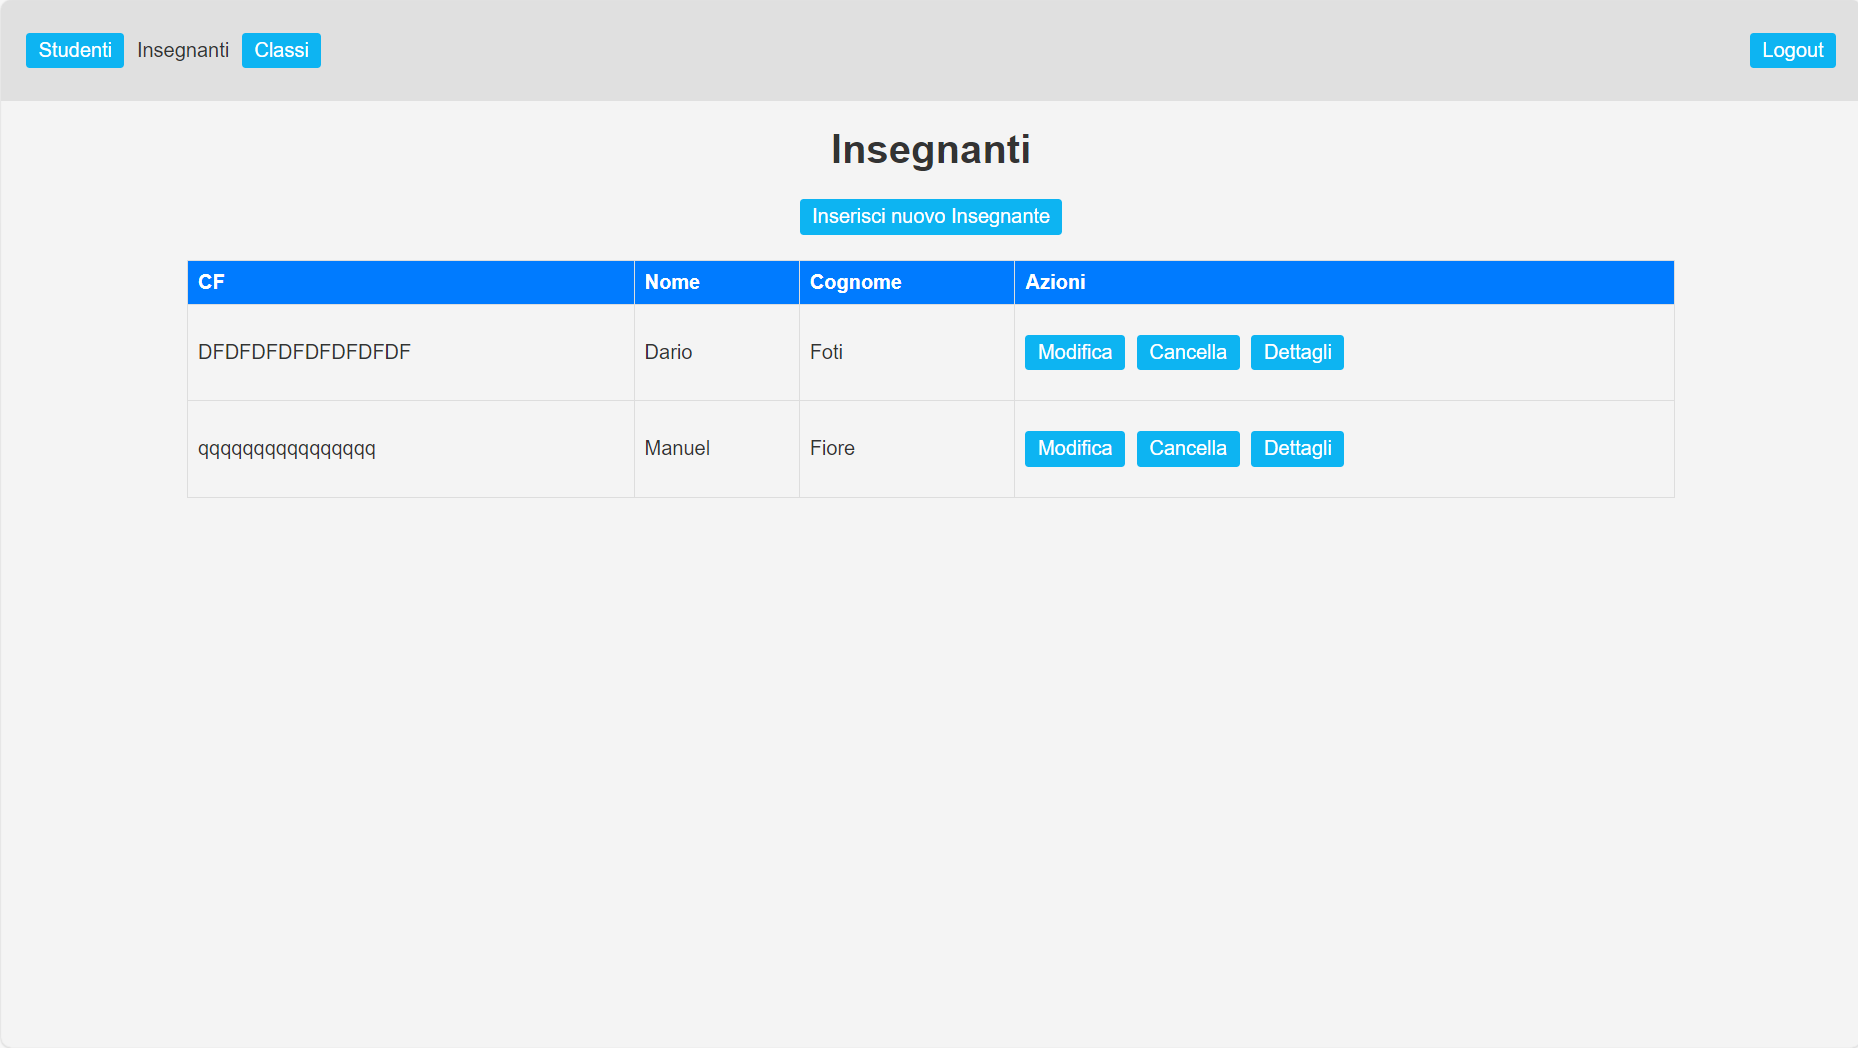 Studenti Insegnanti Classi Logout
Insegnanti
Inserisci nuovo Insegnante
CF Nome Cognome Azioni
DFDFDFDFDFDFDFDF Dario Foti Modifica Cancella Dettagli
qqqqqqqqqqqqqqqq Manuel Fiore Modifica Cancella Dettagli